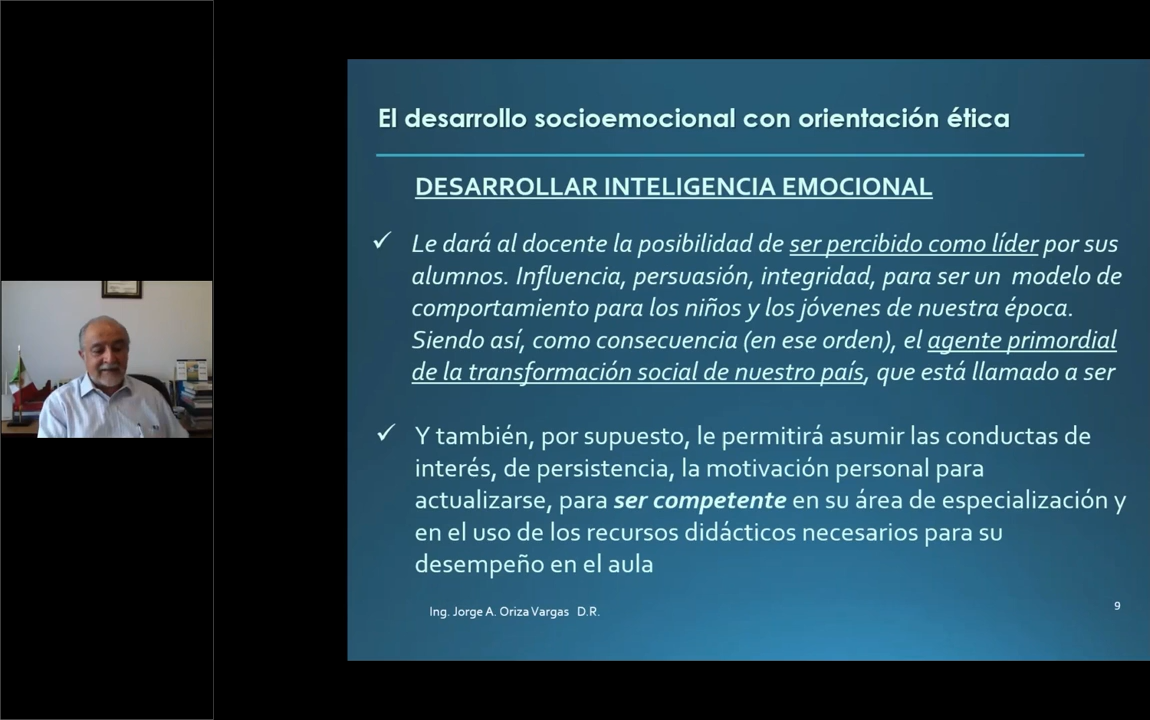 El desarrollo socioemocional con orientación ética
DESARROLLAR INTELIGENCIA EMOCIONAL
✓ Le dará al docente la posibilidad de ser percibido como líder por sus
alumnos. Influencia, persuasión, integridad, para ser un modelo de
comportamiento para los niños y los jóvenes de nuestra época.
Siendo así, como consecuencia (en ese orden), el agente primordial
de la transformación social de nuestro país, que está llamado a ser
✓ Y también, por supuesto, le permitirá asumir las conductas de
interés, de persistencia, la motivación personal para
actualizarse, para ser competente en su área de especialización y
en el uso de los recursos didácticos necesarios para su
desempeño en el aula
Ing. Jorge A. Oriza Vargas D.R.
9